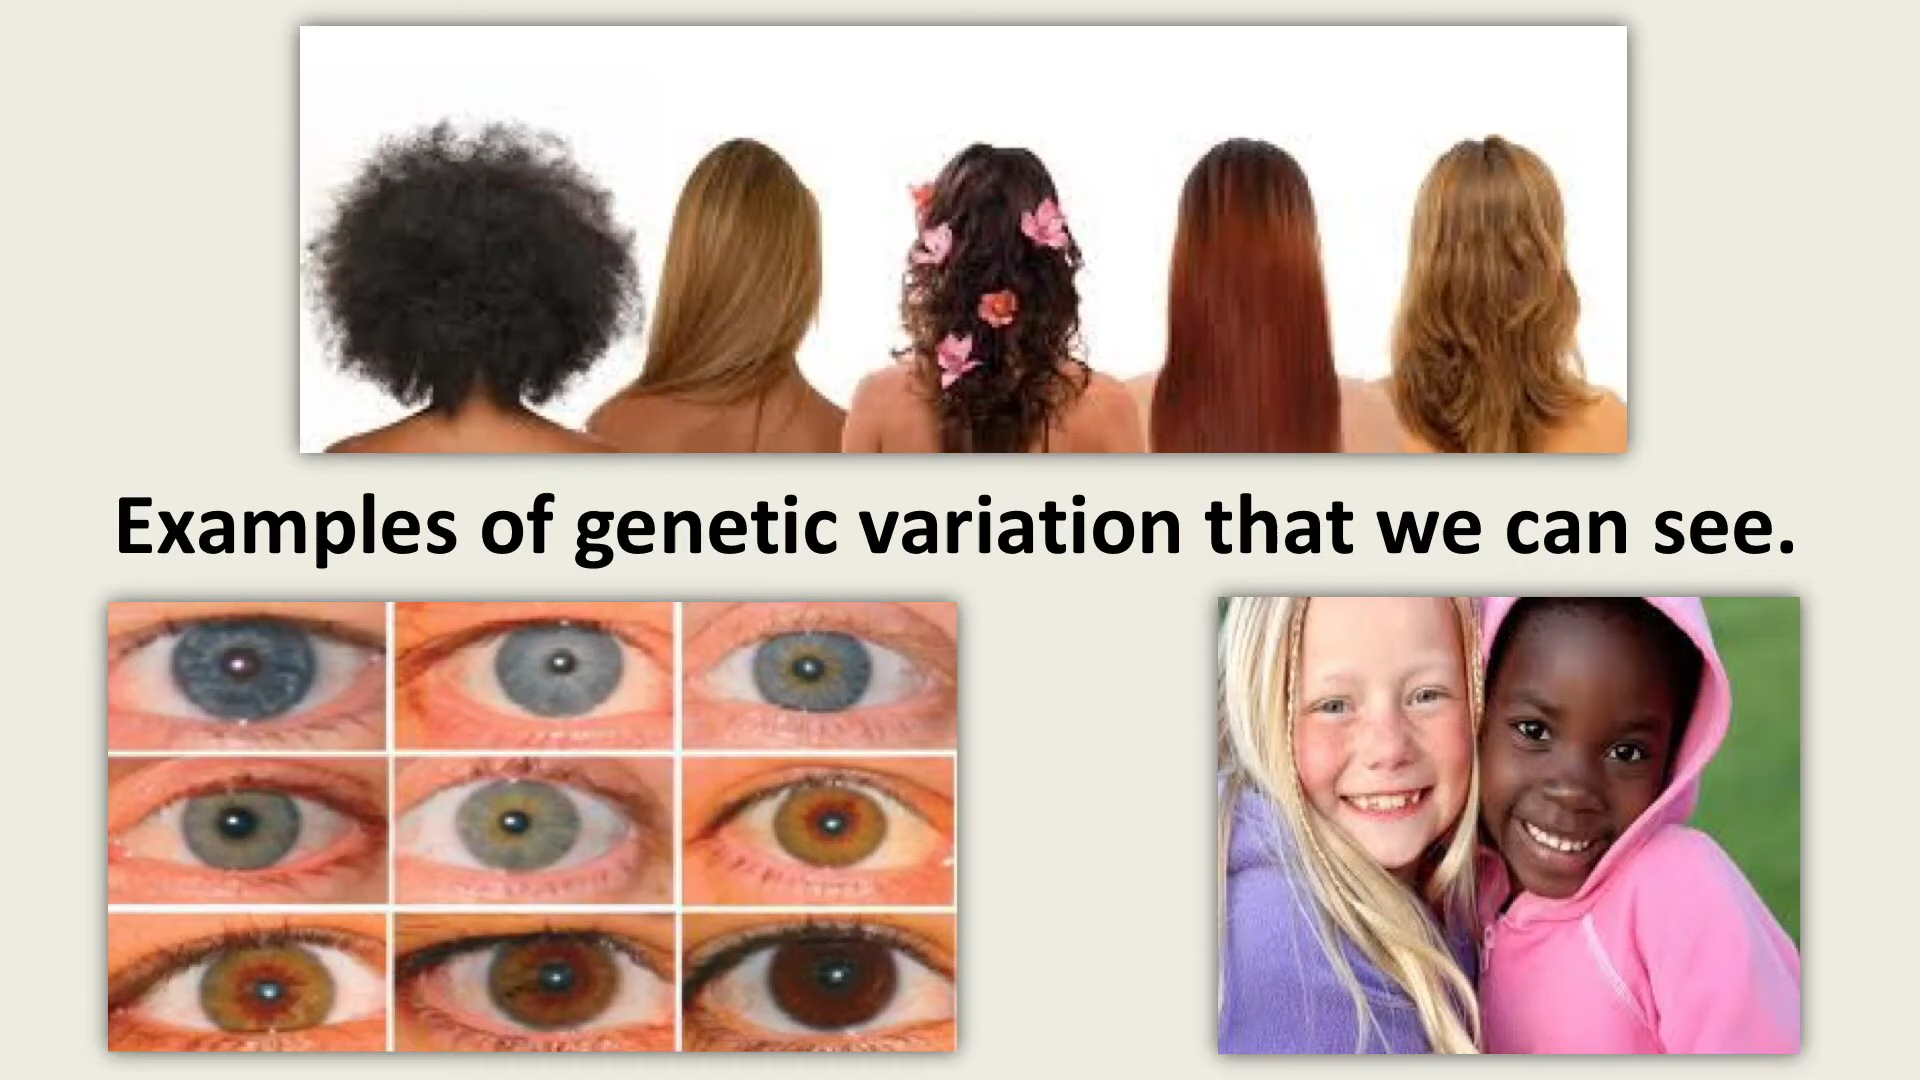 Examples of genetic variation that we can see.